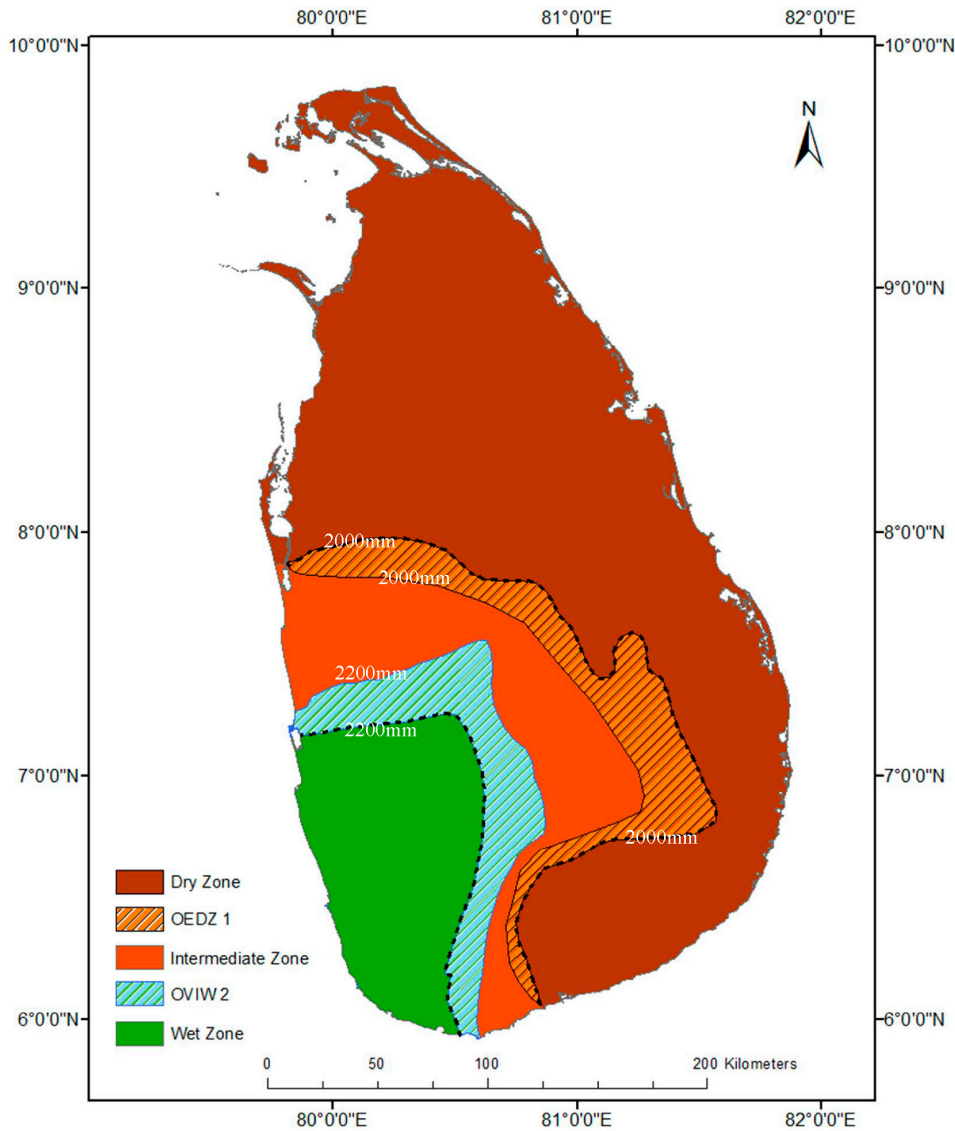 80°0'0"E 81°0'0"E 82°0'0"E
10°0'0"N 10°0'0"N
N
9°0'0"N 9°0'0"N
8°0'0"N 8°0'0"N
2000mm
2000mm
2200mm
2200mm
7°0'0"N 7°0'0"N
2000mm
Dry Zone
OEDZ 1
Intermediate Zone
OVIW 2
Wet Zone
6°0'0"N 6°0'0"N
0 50 100 200 Kilometers
80°0'0"E 81°0'0"E 82°0'0"E